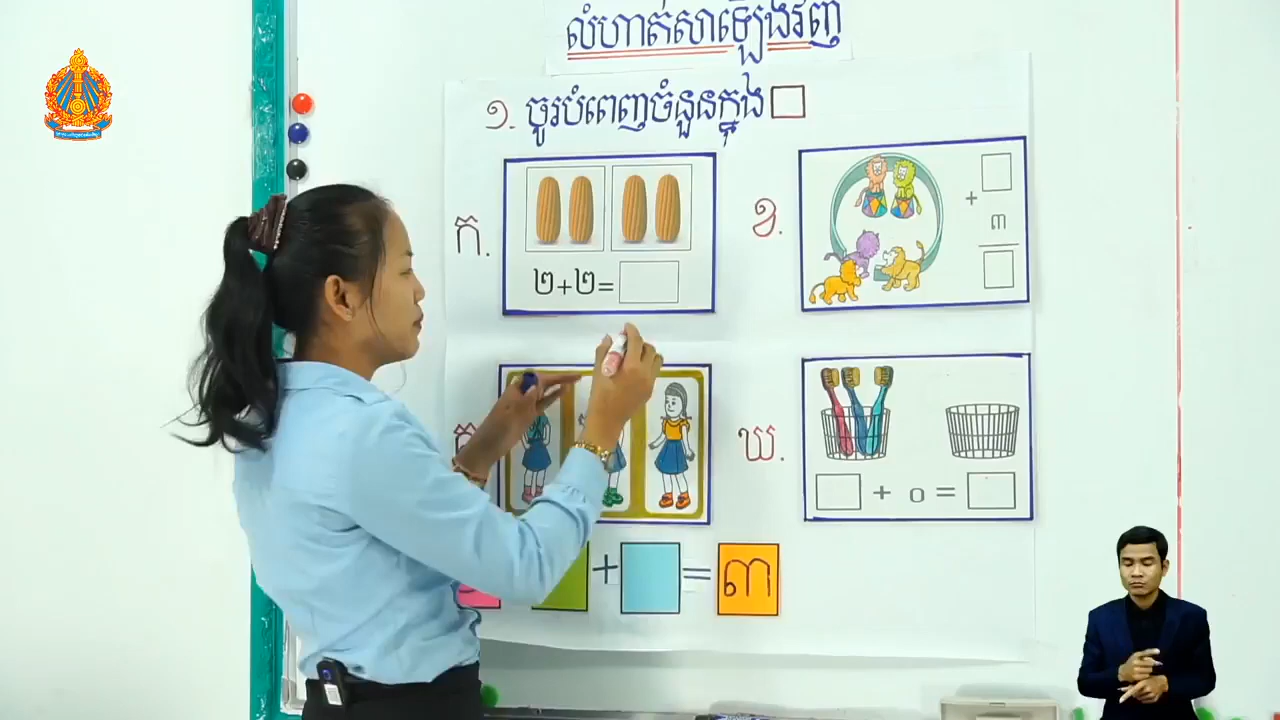 លំហាត់សាឡើងវិញ
១. ចូរបំពេញចំនួនក្នុង
ក.
២+២=
ខ.
+
៣
ឃ.
+ ០ =
+ = ៣